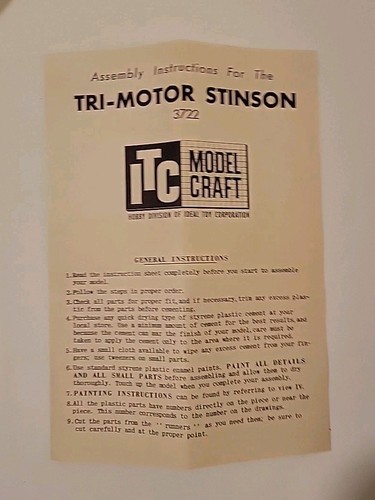 Assembly Instructions For The
TRI-MOTOR STINSON
3722
ITC
MODEL
CRAFT
HOBBY DIVISION OF IDEAL TOY CORPORATION
GENERAL INSTRUCTIONS
1.Read the instruction sheet completely before you start to assemble
your model.
2.Follow the steps in proper order.
3.Check all parts for proper fit,and if necessary,trim any excess plas-
tic from the parts before cementing.
4.Purchase any quick drying type of styrene plastic cement at your
local store. Use a minimum amount of cement for the best results,and
because the cement can mar the finish of your model,care must be
taken to apply the cement only to the area where it is required.
5.Have a small cloth available to wipe any excess cement from your fin-
gers; use tweezers on small parts.
6.Use standard styrene plastic enamel paints. PAINT ALL DETAILS
AND ALL SMALL PARTS before assembling and allow them to dry
thoroughly. Touch up the model when you complete your assembly.
7.PAINTING INSTRUCTIONS can be found by referring to view IV.
8.All the plastic parts have numbers directly on the piece or near the
piece. This number corresponds to the number on the drawings.
9.Cut the parts from the '' runners '' as you need them; be sure to
cut carefully and at the proper point.